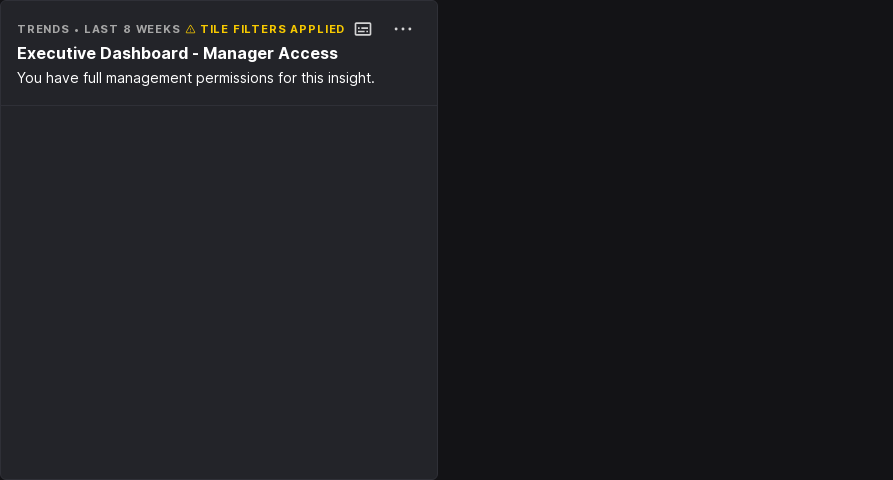 TRENDS • LAST 8 WEEKS TILE FILTERS APPLIED
Executive Dashboard - Manager Access
You have full management permissions for this insight.